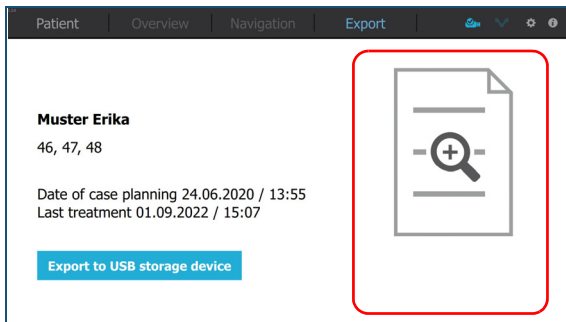 Patient Overview Navigation Export
Muster Erika
46, 47, 48
Date of case planning 24.06.2020 / 13:55
Last treatment 01.09.2022 / 15:07
Export to USB storage device